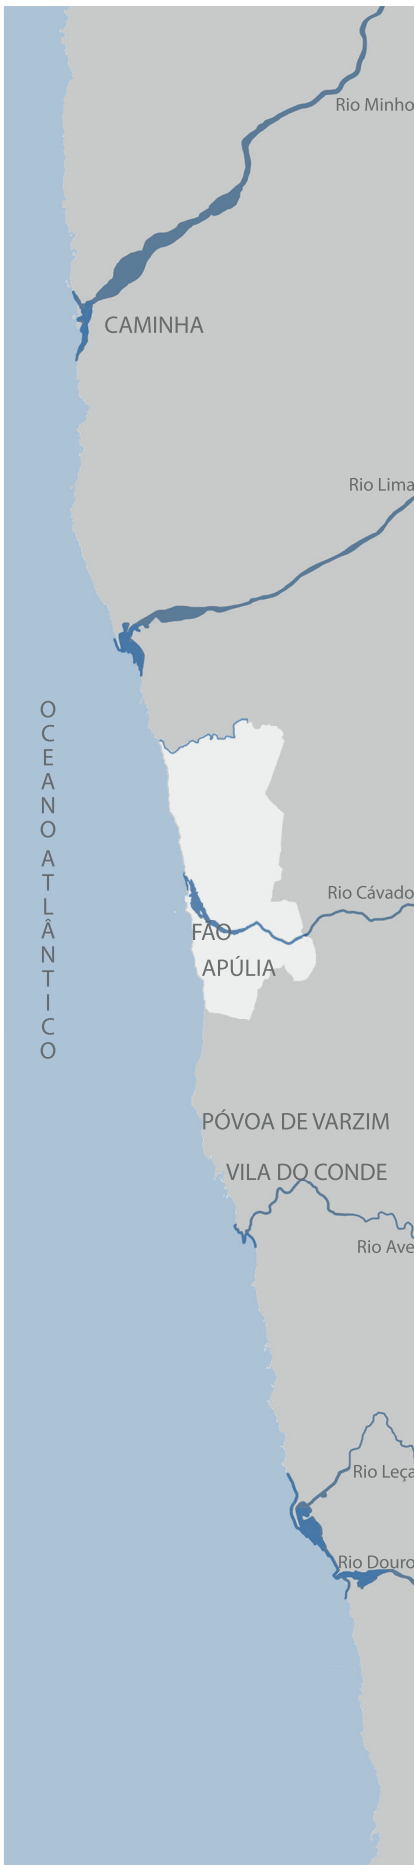 Rio Minho
CAMINHA
Rio Lima
OCEANO ATLÂNTICO
Rio Cávado
FÃO
APÚLIA
PÓVOA DE VARZIM
VILA DO CONDE
Rio Ave
Rio Leça
Rio Douro